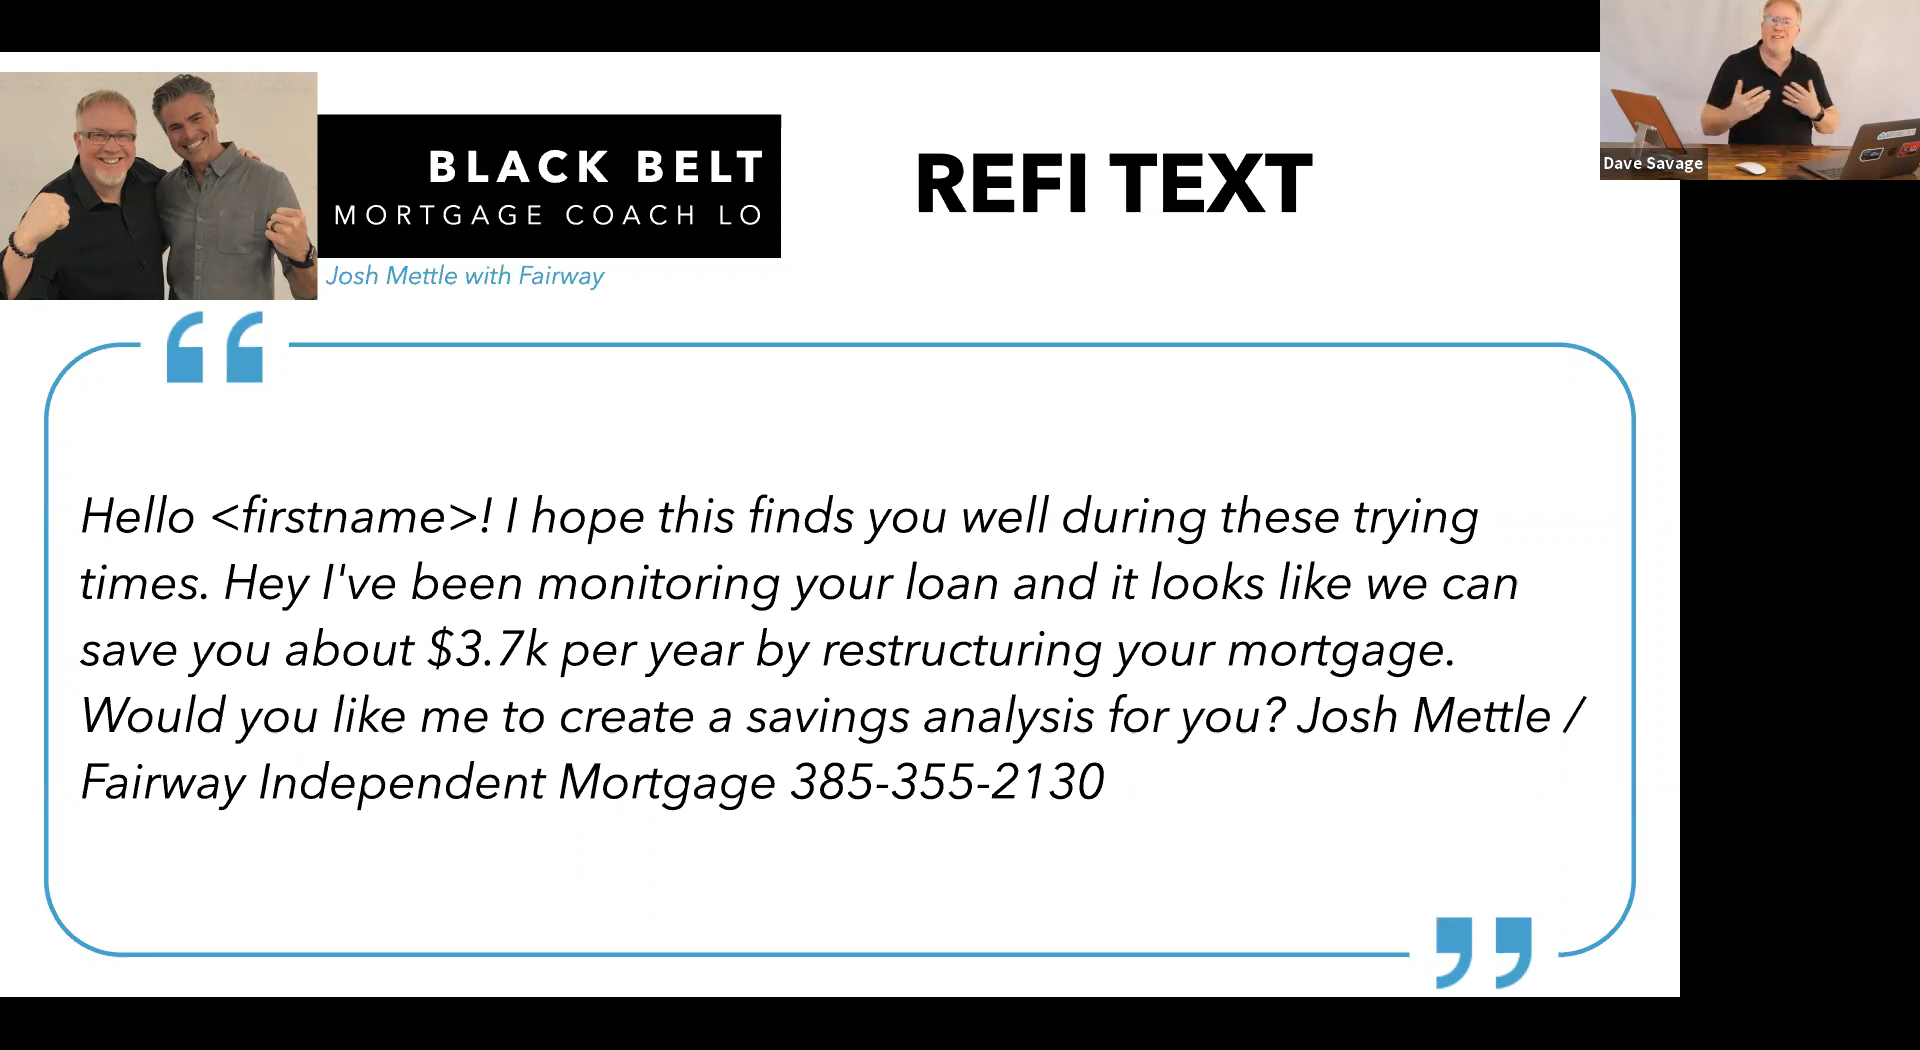 BLACK BELT
MORTGAGE COACH LO
Josh Mettle with Fairway
REFI TEXT
Dave Savage
“
Hello <firstname>! I hope this finds you well during these trying
times. Hey I've been monitoring your loan and it looks like we can
save you about $3.7k per year by restructuring your mortgage.
Would you like me to create a savings analysis for you? Josh Mettle /
Fairway Independent Mortgage 385-355-2130
”